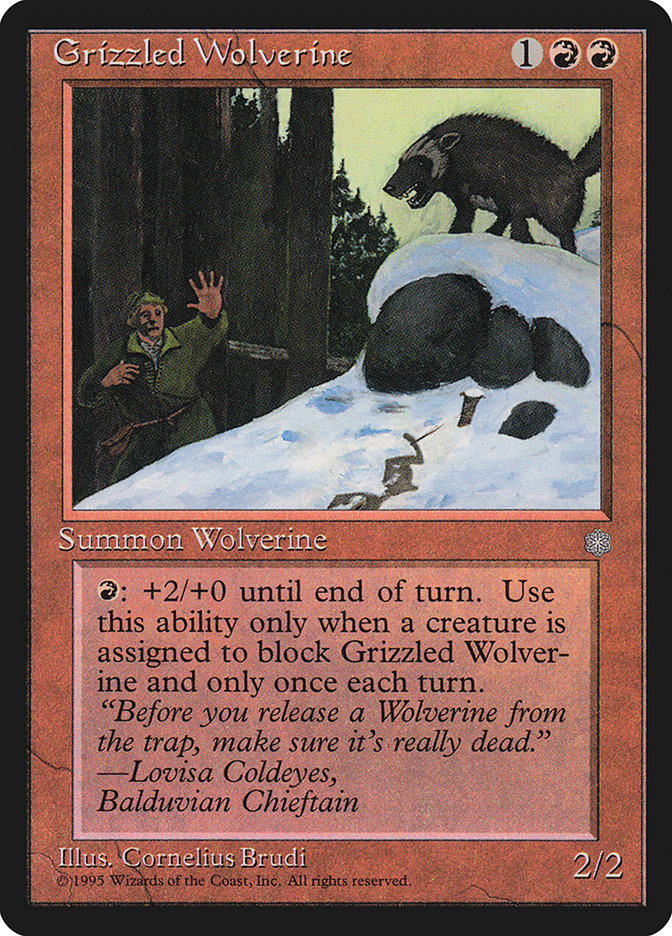 Grizzled Wolverine 1
Summon Wolverine
: +2/+0 until end of turn. Use
this ability only when a creature is
assigned to block Grizzled Wolver-
ine and only once each turn.
“Before you release a Wolverine from
the trap, make sure it's really dead.”
—Lovisa Coldeyes,
Balduvian Chieftain
Illus. Cornelius Brudi
2/2
© 1995 Wizards of the Coast, Inc. All rights reserved.